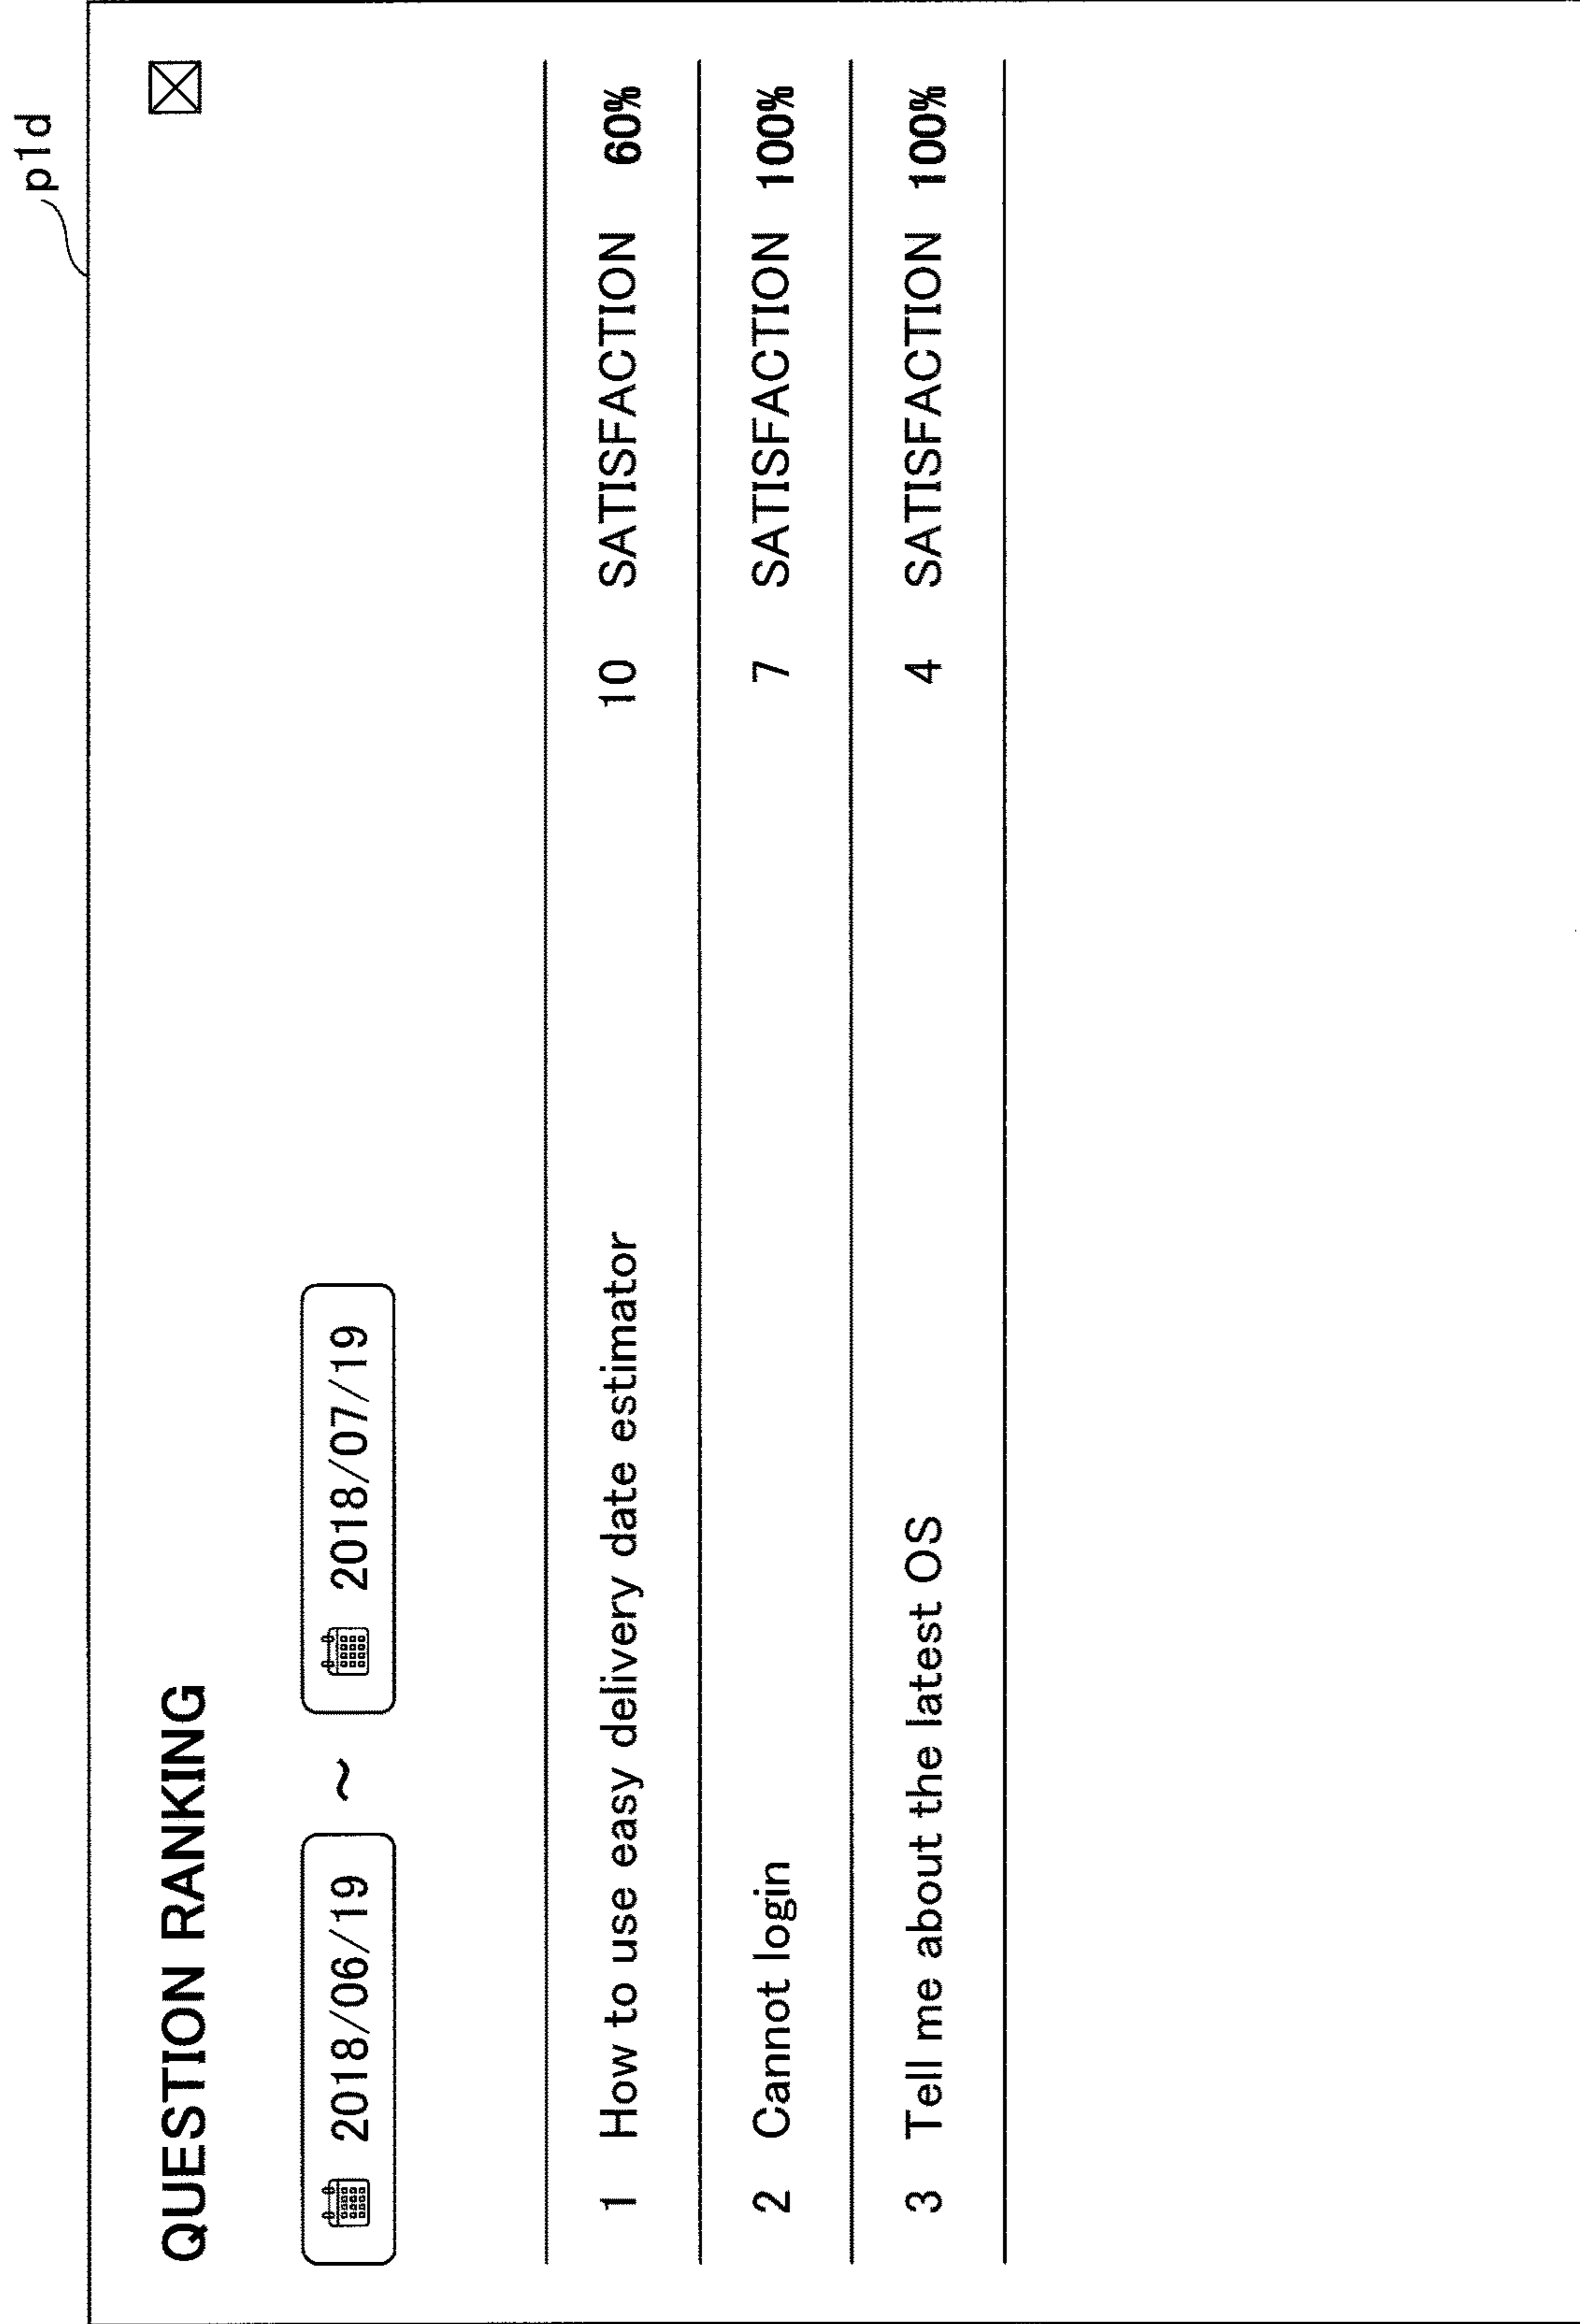 p1d
QUESTION RANKING
2018/06/19 ~ 2018/07/19
1 How to use easy delivery date estimator 10 SATISFACTION 60%
2 Cannot login 7 SATISFACTION 100%
3 Tell me about the latest OS 4 SATISFACTION 100%